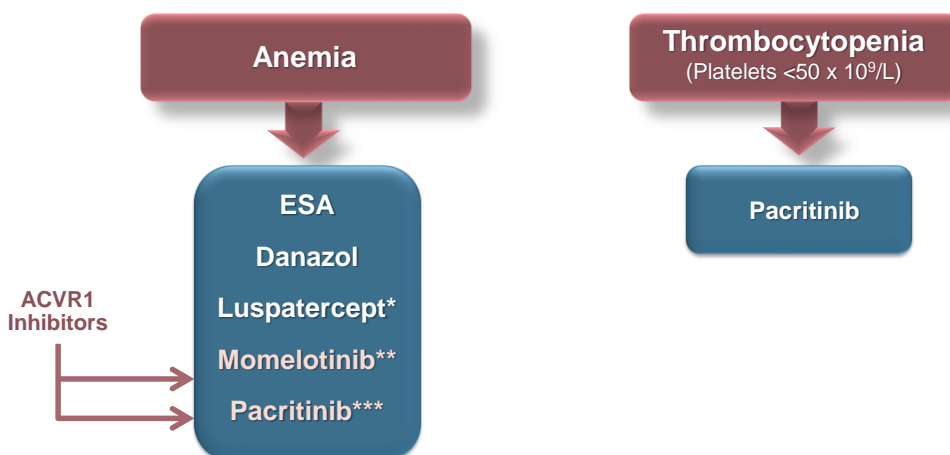 Anemia
Thrombocytopenia
(Platelets <50 x 10⁹/L)
ESA
Danazol
Luspatercept*
Momelotinib**
Pacritinib***
ACVR1
Inhibitors
Pacritinib